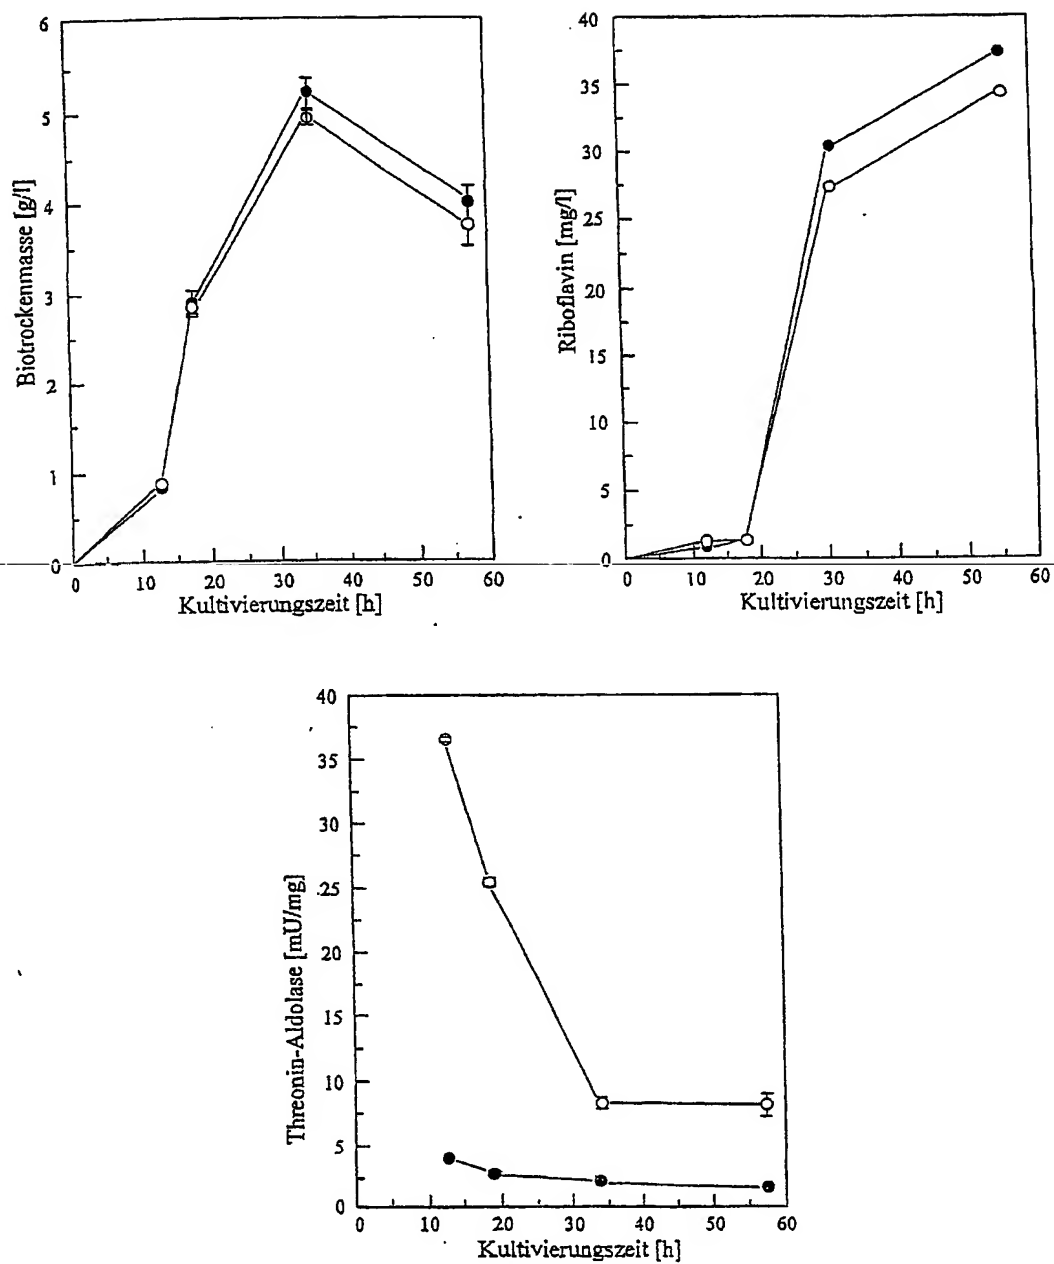 Biotrockenmasse [g/l]
6
5
4
3
2
1
0
0 10 20 30 40 50 60
Kultivierungszeit [h]
Riboflavin [mg/l]
40
35
30
25
20
15
10
5
0
0 10 20 30 40 50 60
Kultivierungszeit [h]
Threonin-Aldolase [mU/mg]
40
35
30
25
20
15
10
5
0
0 10 20 30 40 50 60
Kultivierungszeit [h]